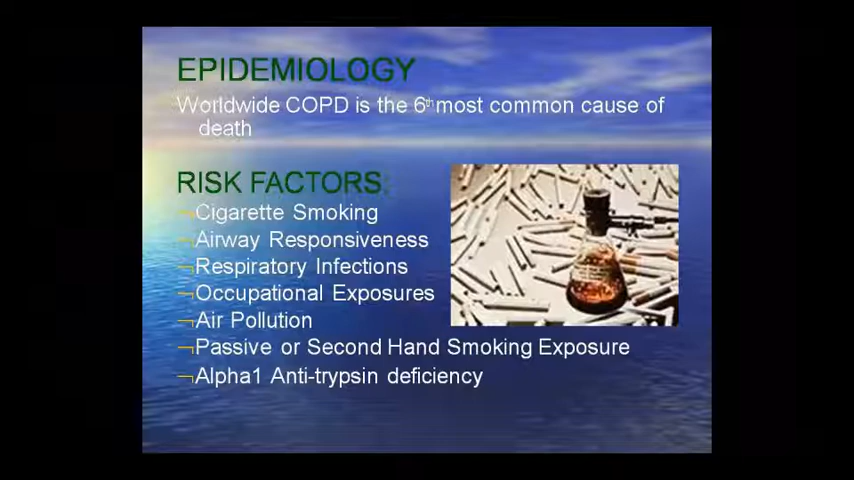 EPIDEMIOLOGY
Worldwide COPD is the 6th most common cause of
death
RISK FACTORS:
¬Cigarette Smoking
¬Airway Responsiveness
¬Respiratory Infections
¬Occupational Exposures
¬Air Pollution
¬Passive or Second Hand Smoking Exposure
¬Alpha1 Anti-trypsin deficiency